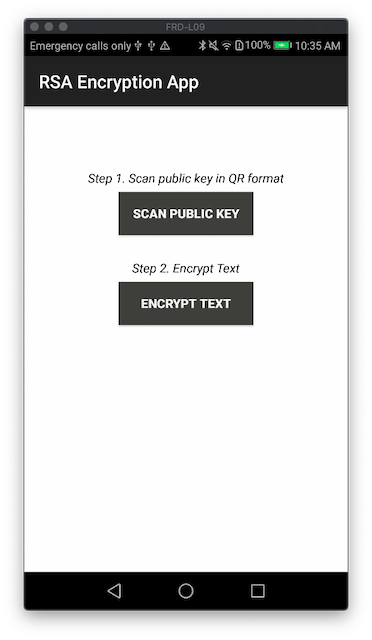 FRD-L09
Emergency calls only 100% 10:35 AM
RSA Encryption App
Step 1. Scan public key in QR format
SCAN PUBLIC KEY
Step 2. Encrypt Text
ENCRYPT TEXT